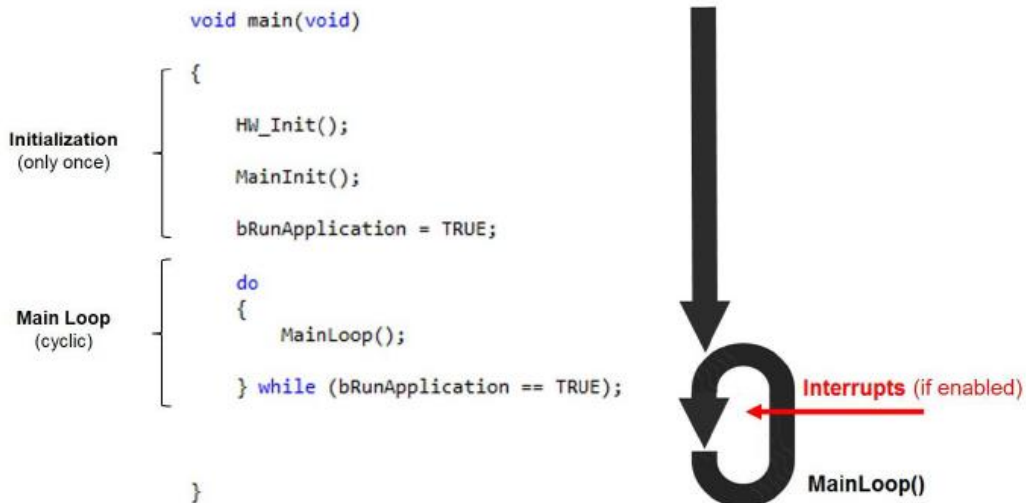 void main(void)
{
Initialization
(only once)
HW_Init();
MainInit();
bRunApplication = TRUE;
Main Loop
(cyclic)
do
{
MainLoop();
} while (bRunApplication == TRUE);
}
Interrupts (if enabled)
MainLoop()